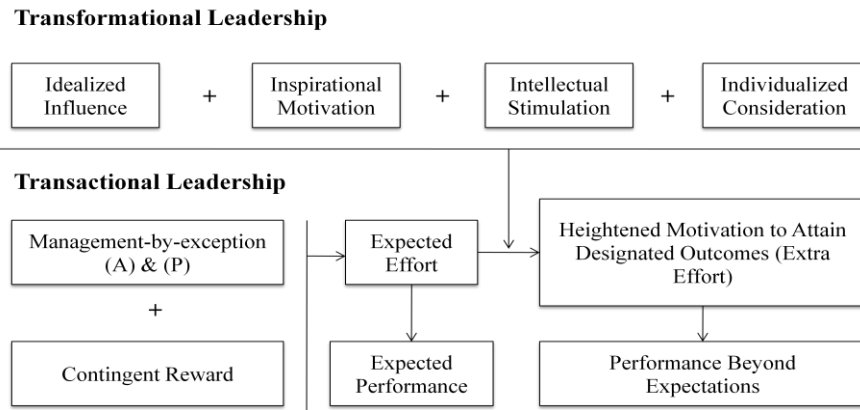 Transformational Leadership
Idealized
Influence
+
Inspirational
Motivation
+
Intellectual
Stimulation
+
Individualized
Consideration
Transactional Leadership
Management-by-exception
(A) & (P)
+
Contingent Reward
Expected
Effort
Heightened Motivation to Attain
Designated Outcomes (Extra
Effort)
Expected
Performance
Performance Beyond
Expectations